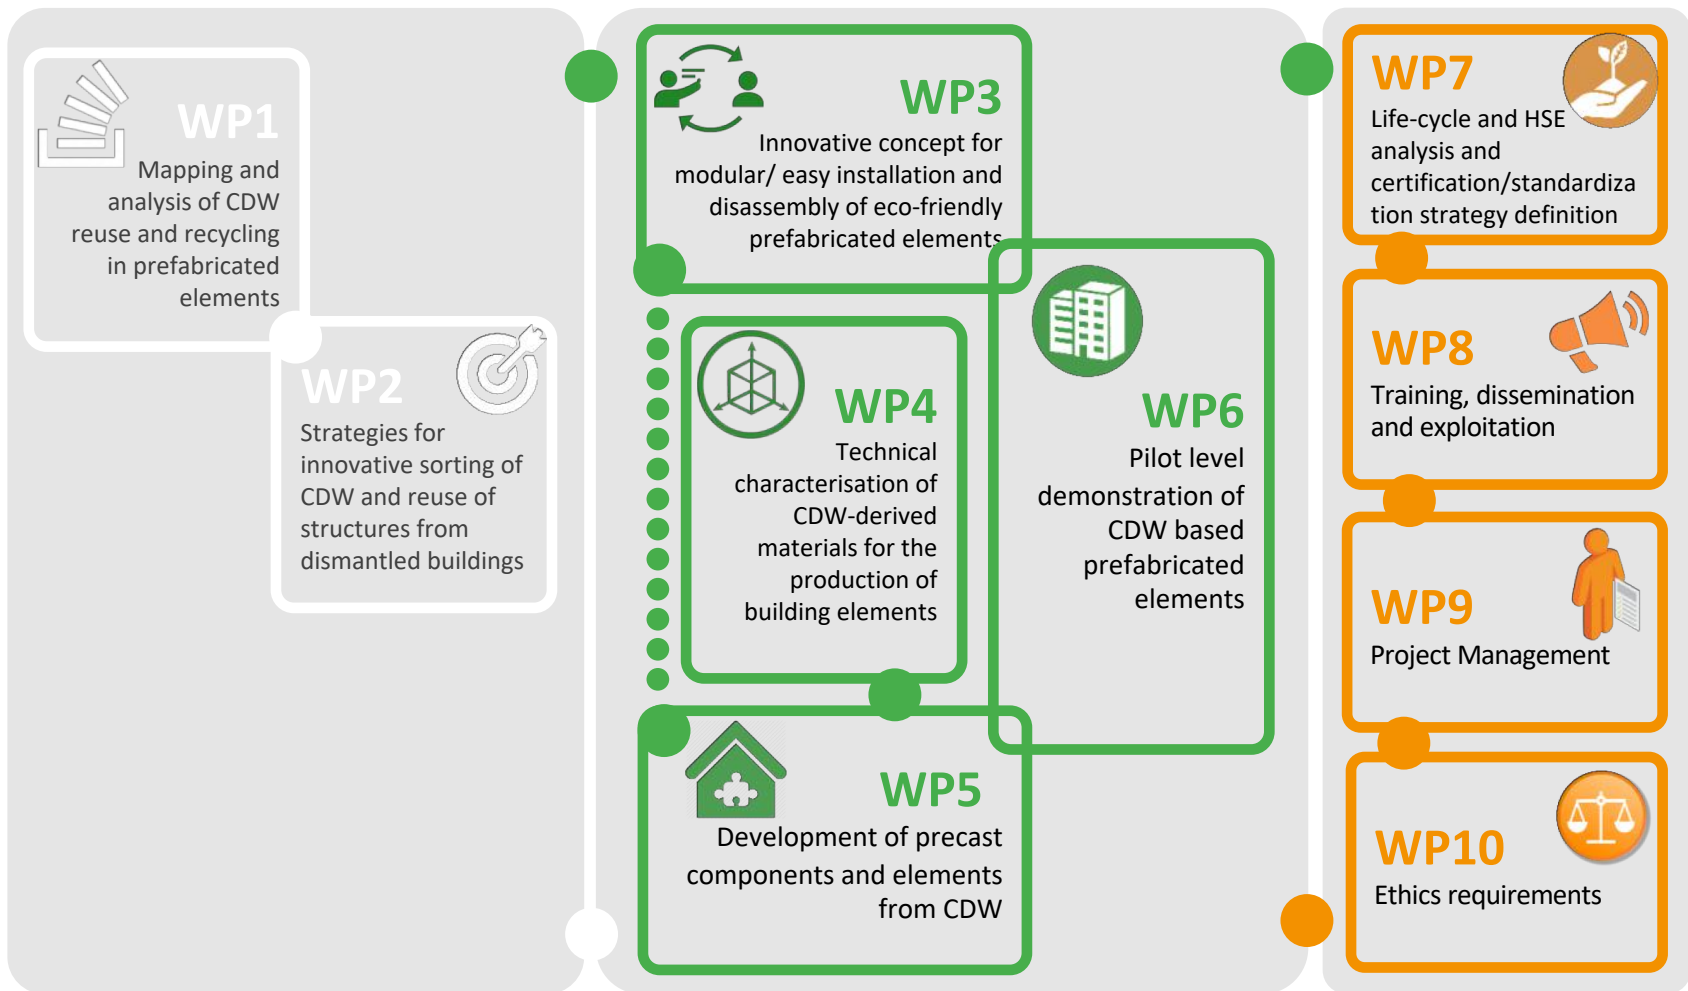 WP1
Mapping and
analysis of CDW
reuse and recycling
in prefabricated
elements
WP2
Strategies for
innovative sorting of
CDW and reuse of
structures from
dismantled buildings
WP3
Innovative concept for
modular/ easy installation and
disassembly of eco-friendly
prefabricated elements
WP4
Technical
characterisation of
CDW-derived
materials for the
production of
building elements
WP5
Development of precast
components and elements
from CDW
WP6
Pilot level
demonstration of
CDW based
prefabricated
elements
WP7
Life-cycle and HSE
analysis and
certification/standardiza
tion strategy definition
WP8
Training, dissemination
and exploitation
WP9
Project Management
WP10
Ethics requirements